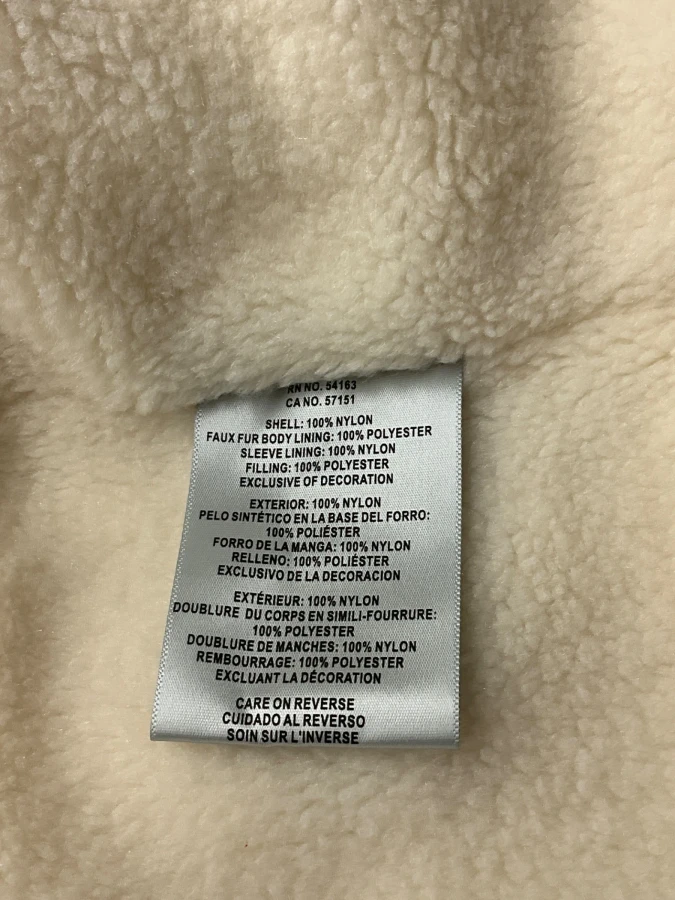 RN NO. 54163
CA NO. 57151
SHELL: 100% NYLON
FAUX FUR BODY LINING: 100% POLYESTER
SLEEVE LINING: 100% NYLON
FILLING: 100% POLYESTER
EXCLUSIVE OF DECORATION
EXTERIOR: 100% NYLON
PELO SINTÉTICO EN LA BASE DEL FORRO:
100% POLIÉSTER
FORRO DE LA MANGA: 100% NYLON
RELLENO: 100% POLIÉSTER
EXCLUSIVO DE LA DECORACION
EXTÉRIEUR: 100% NYLON
DOUBLURE DU CORPS EN SIMILI-FOURRURE:
100% POLYESTER
DOUBLURE DE MANCHES: 100% NYLON
REMBOURRAGE: 100% POLYESTER
EXCLUANT LA DÉCORATION
CARE ON REVERSE
CUIDADO AL REVERSO
SOIN SUR L'INVERSE